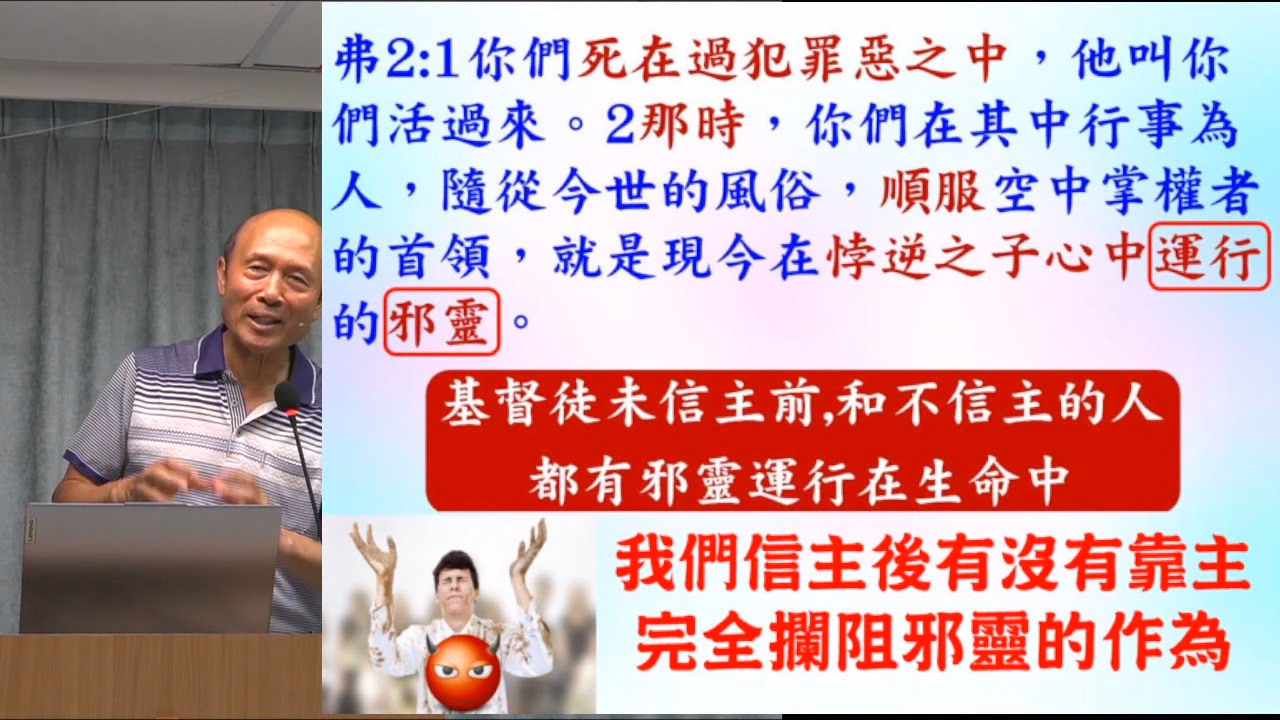 弗2:1你們死在過犯罪惡之中，他叫你
們活過來。2那時，你們在其中行事為
人，隨從今世的風俗，順服空中掌權者
的首領，就是現今在悖逆之子心中運行
的邪靈。
基督徒未信主前,和不信主的人
都有邪靈運行在生命中
我們信主後有沒有靠主
完全攔阻邪靈的作為
Lenovo